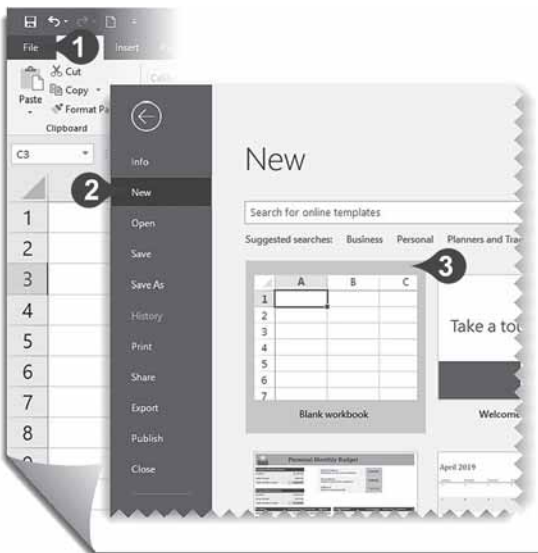 File
1
Insert
Paste
Cut
Copy
Format Pa
Clipboard
C3
1
2
3
4
5
6
7
8
Info
2
New
Open
Save
Save As
History
Print
Share
Export
Publish
Close
New
Search for online templates
Suggested searches: Business Personal Planners and Tra
3
A B C
1
2
3
4
5
6
7
Blank workbook
Take a tou
Welcome
Personal Monthly Budget
April 2019